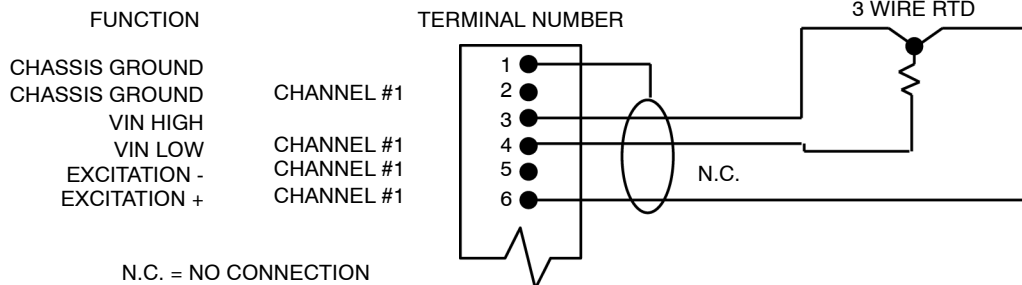 FUNCTION TERMINAL NUMBER 3 WIRE RTD
CHASSIS GROUND 1
CHASSIS GROUND CHANNEL #1 2
VIN HIGH 3
VIN LOW CHANNEL #1 4
EXCITATION - CHANNEL #1 5 N.C.
EXCITATION + CHANNEL #1 6
N.C. = NO CONNECTION